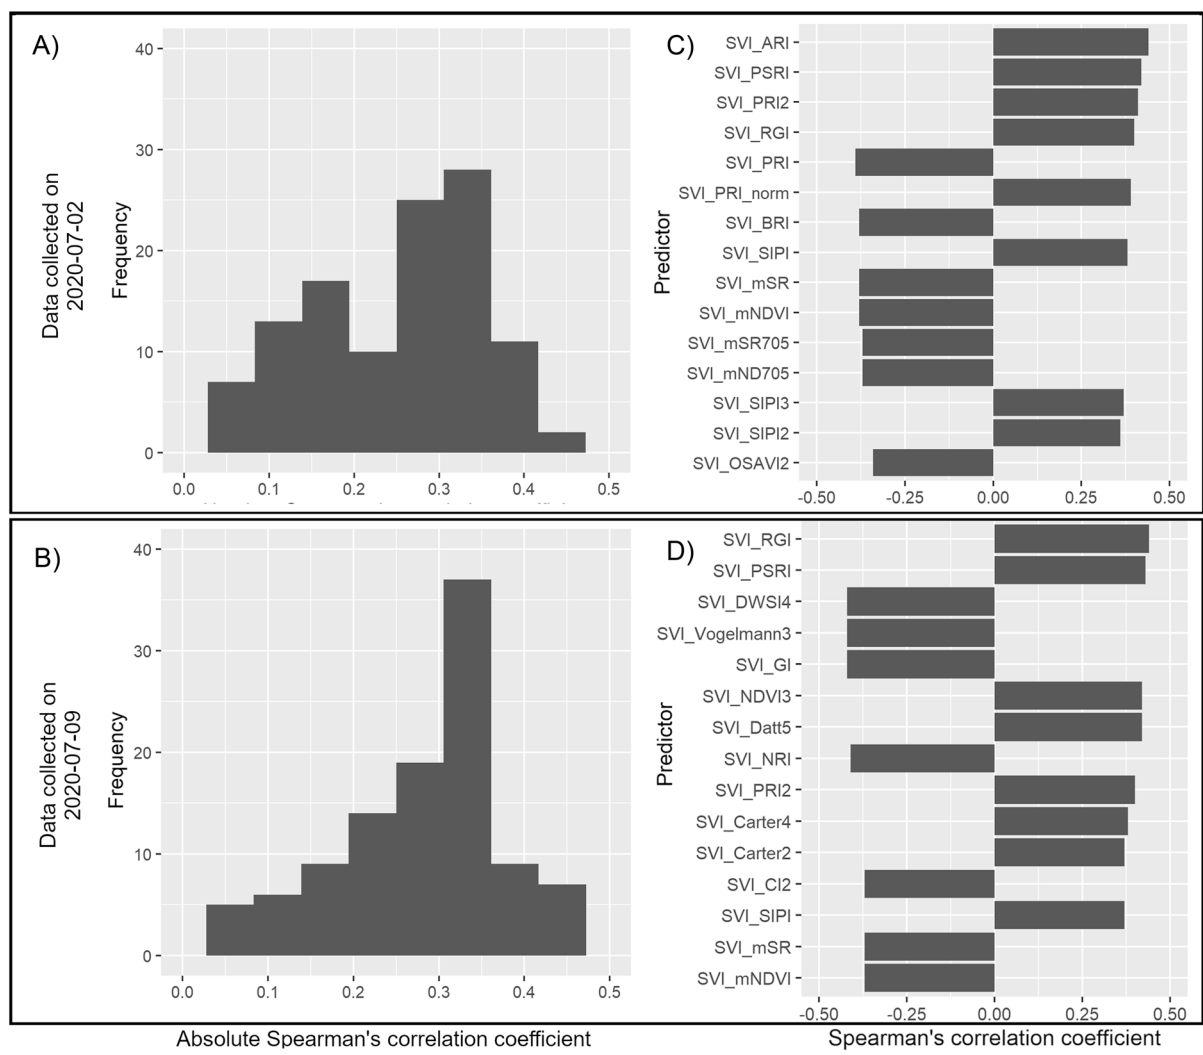 A)
Data collected on
2020-07-02
Frequency
40
30
20
10
0
0.0 0.1 0.2 0.3 0.4 0.5
C)
Predictor
SVI_ARI
SVI_PSRI
SVI_PRI2
SVI_RGI
SVI_PRI
SVI_PRI_norm
SVI_BRI
SVI_SIPI
SVI_mSR
SVI_mNDVI
SVI_mSR705
SVI_mND705
SVI_SIPI3
SVI_SIPI2
SVI_OSAVI2
-0.50 -0.25 0.00 0.25 0.50
B)
Data collected on
2020-07-09
Frequency
40
30
20
10
0
0.0 0.1 0.2 0.3 0.4 0.5
Absolute Spearman's correlation coefficient
D)
Predictor
SVI_RGI
SVI_PSRI
SVI_DWSI4
SVI_Vogelmann3
SVI_GI
SVI_NDVI3
SVI_Datt5
SVI_NRI
SVI_PRI2
SVI_Carter4
SVI_Carter2
SVI_CI2
SVI_SIPI
SVI_mSR
SVI_mNDVI
-0.50 -0.25 0.00 0.25 0.50
Spearman's correlation coefficient